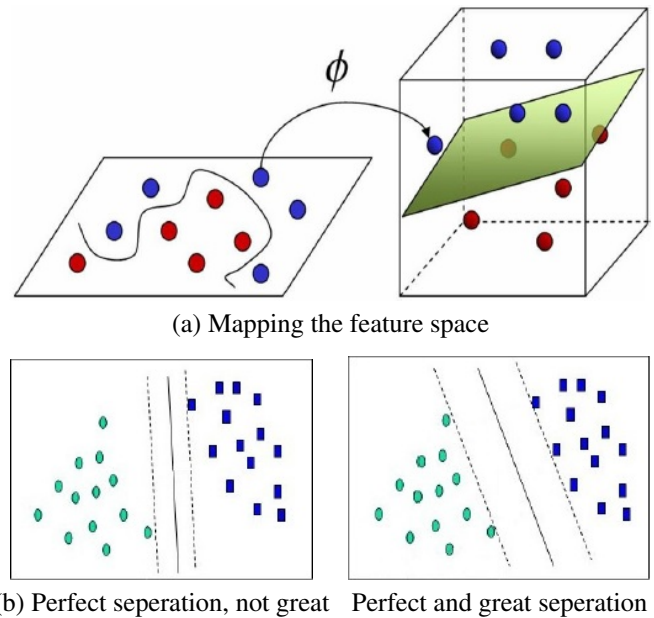 ϕ
(a) Mapping the feature space
(b) Perfect seperation, not great
Perfect and great seperation